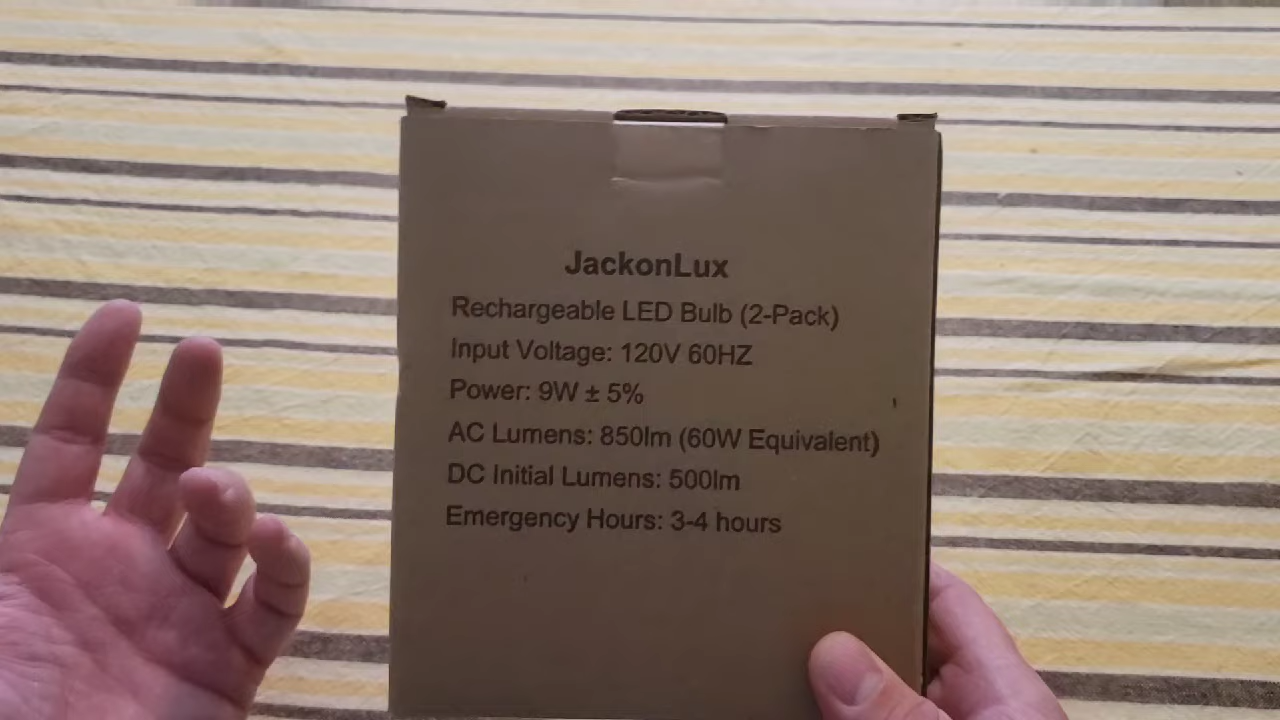 JackonLux
Rechargeable LED Bulb (2-Pack)
Input Voltage: 120V 60HZ
Power: 9W ± 5%
AC Lumens: 850lm (60W Equivalent)
DC Initial Lumens: 500lm
Emergency Hours: 3-4 hours